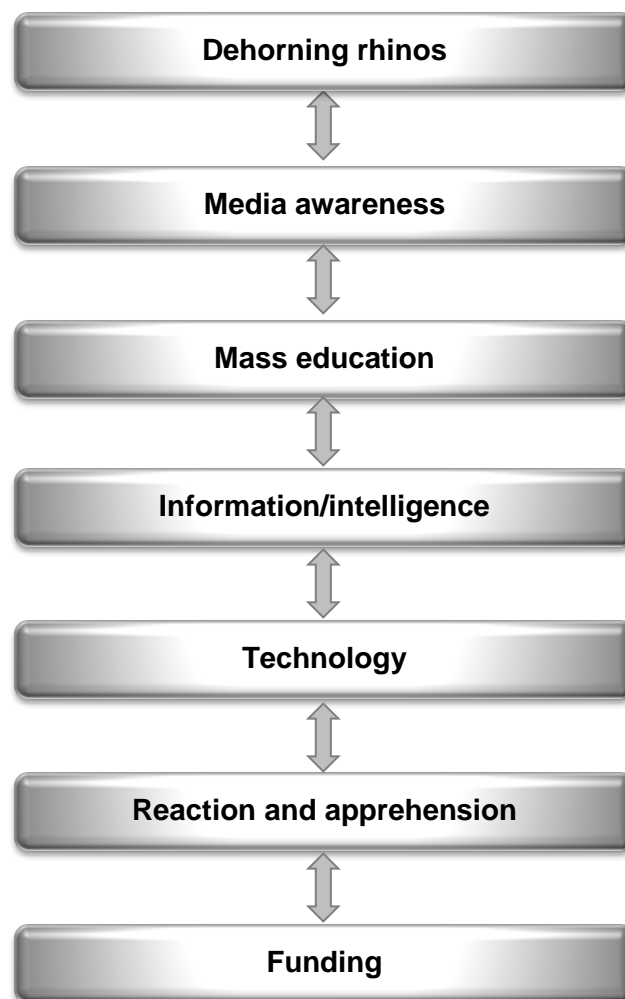 Dehorning rhinos
Media awareness
Mass education
Information/intelligence
Technology
Reaction and apprehension
Funding